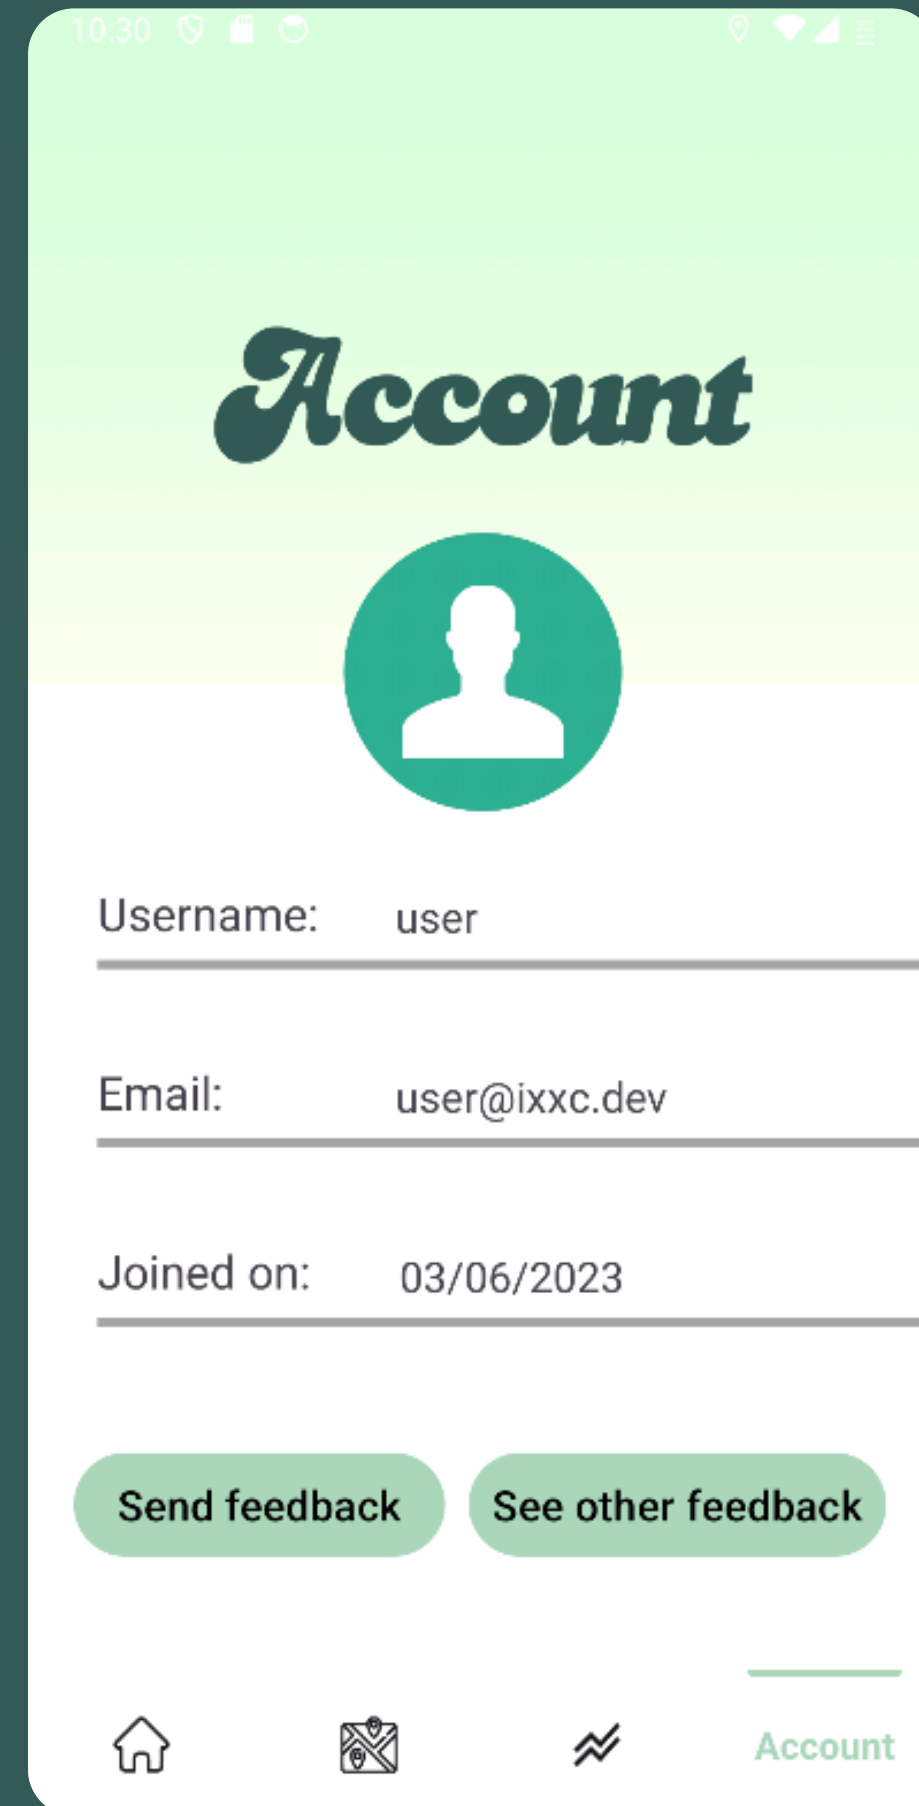 10:30
Account
Username: user
Email: user@ixxc.dev
Joined on: 03/06/2023
Send feedback See other feedback
Account